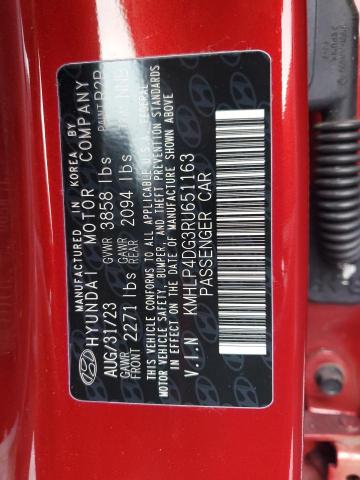 MANUFACTURED IN KOREA BY
HYUNDAI MOTOR COMPANY
AUG/31/23 GVWR 3858 lbs PAINT R2P
GAWR FRONT 2271 lbs GAWR REAR 2094 lbs
THIS VEHICLE CONFORMS TO ALL APPLICABLE U.S. FEDERAL
MOTOR VEHICLE SAFETY, BUMPER, AND THEFT PREVENTION STANDARDS
IN EFFECT ON THE DATE OF MANUFACTURE SHOWN ABOVE.
V.I.N KMHLP4DG3RU651163
PASSENGER CAR